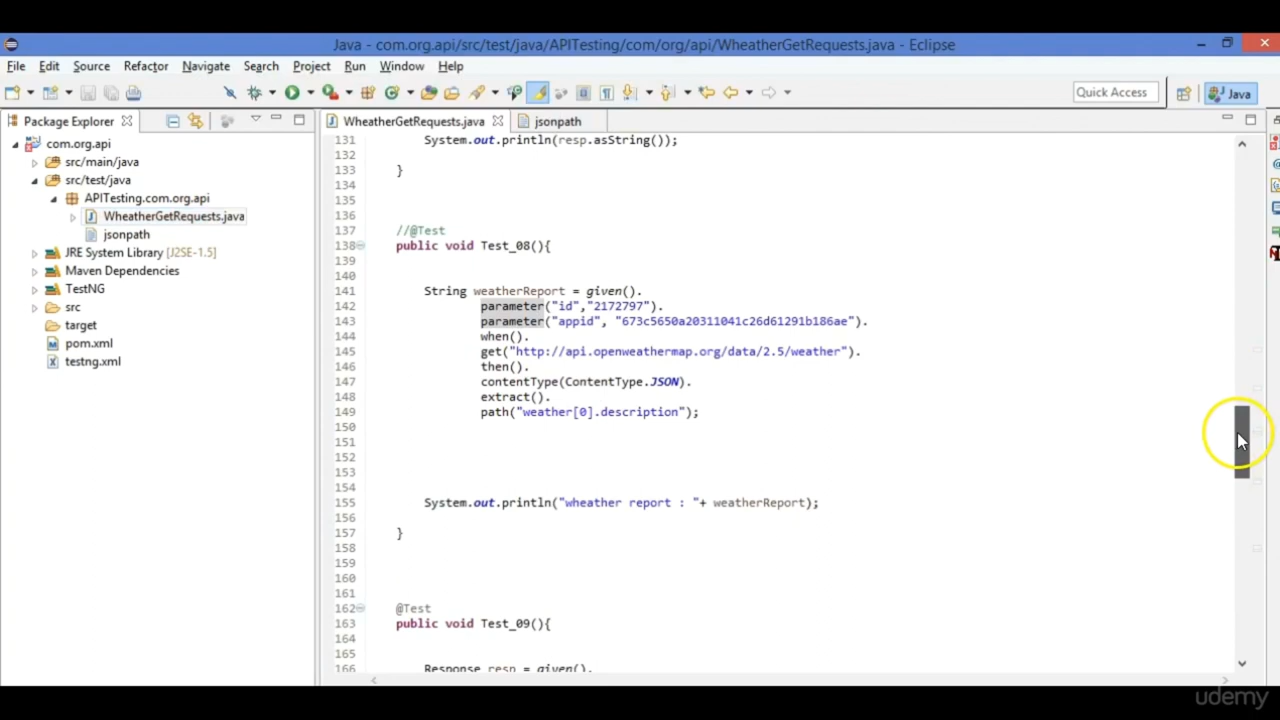 Java - com.org.api/src/test/java/APITesting/com/org/api/WheatherGetRequests.java - Eclipse
File Edit Source Refactor Navigate Search Project Run Window Help
Quick Access
Java
Package Explorer
WheatherGetRequests.java
jsonpath
com.org.api
src/main/java
src/test/java
APITesting.com.org.api
WheatherGetRequests.java
jsonpath
JRE System Library [J2SE-1.5]
Maven Dependencies
TestNG
src
target
pom.xml
testng.xml
131 System.out.println(resp.asString());
132
133 }
134
135
136
137 //@Test
138 public void Test_08(){
139
140
141 String weatherReport = given().
142 parameter("id","2172797").
143 parameter("appid", "673c5650a20311041c26d61291b186ae").
144 when().
145 get("http://api.openweathermap.org/data/2.5/weather").
146 then().
147 contentType(ContentType.JSON).
148 extract().
149 path("weather[0].description");
150
151
152
153
154
155 System.out.println("wheather report : "+ weatherReport);
156
157 }
158
159
160
161
162 @Test
163 public void Test_09(){
164
165
166 Response resp = given().
udemy